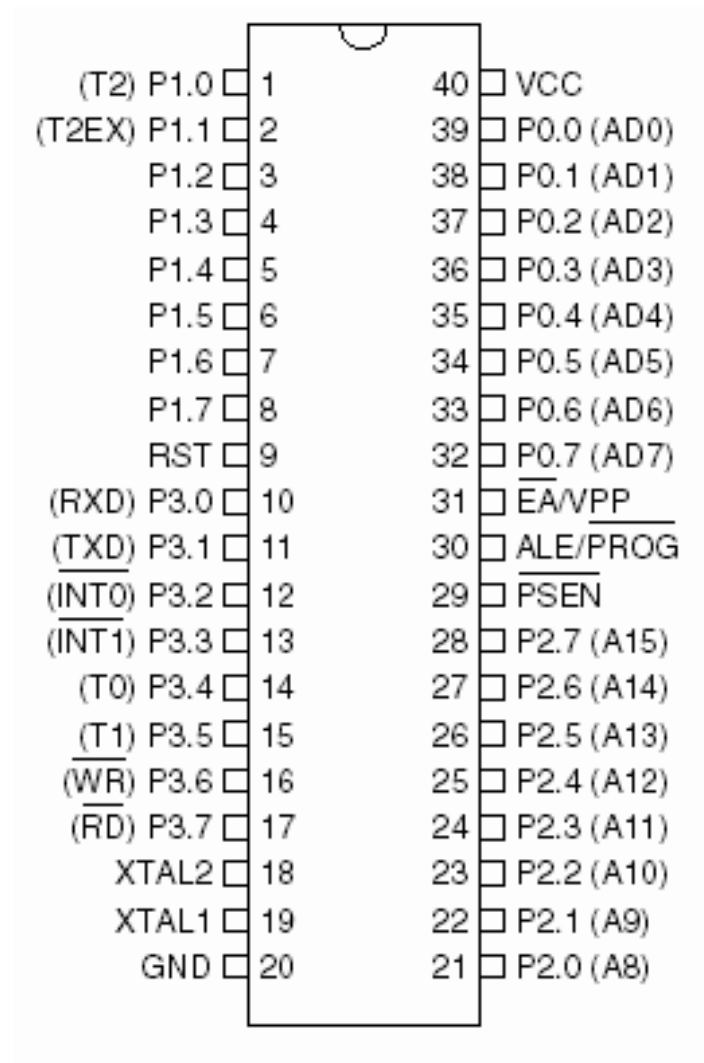 (T2) P1.0 1 40 VCC
(T2EX) P1.1 2 39 P0.0 (AD0)
P1.2 3 38 P0.1 (AD1)
P1.3 4 37 P0.2 (AD2)
P1.4 5 36 P0.3 (AD3)
P1.5 6 35 P0.4 (AD4)
P1.6 7 34 P0.5 (AD5)
P1.7 8 33 P0.6 (AD6)
RST 9 32 P0.7 (AD7)
(RXD) P3.0 10 31 E̅A̅/VPP
(TXD) P3.1 11 30 ALE/P̅R̅O̅G̅
(I̅N̅T̅0̅) P3.2 12 29 P̅S̅E̅N̅
(I̅N̅T̅1̅) P3.3 13 28 P2.7 (A15)
(T0) P3.4 14 27 P2.6 (A14)
(T1) P3.5 15 26 P2.5 (A13)
(W̅R̅) P3.6 16 25 P2.4 (A12)
(R̅D̅) P3.7 17 24 P2.3 (A11)
XTAL2 18 23 P2.2 (A10)
XTAL1 19 22 P2.1 (A9)
GND 20 21 P2.0 (A8)